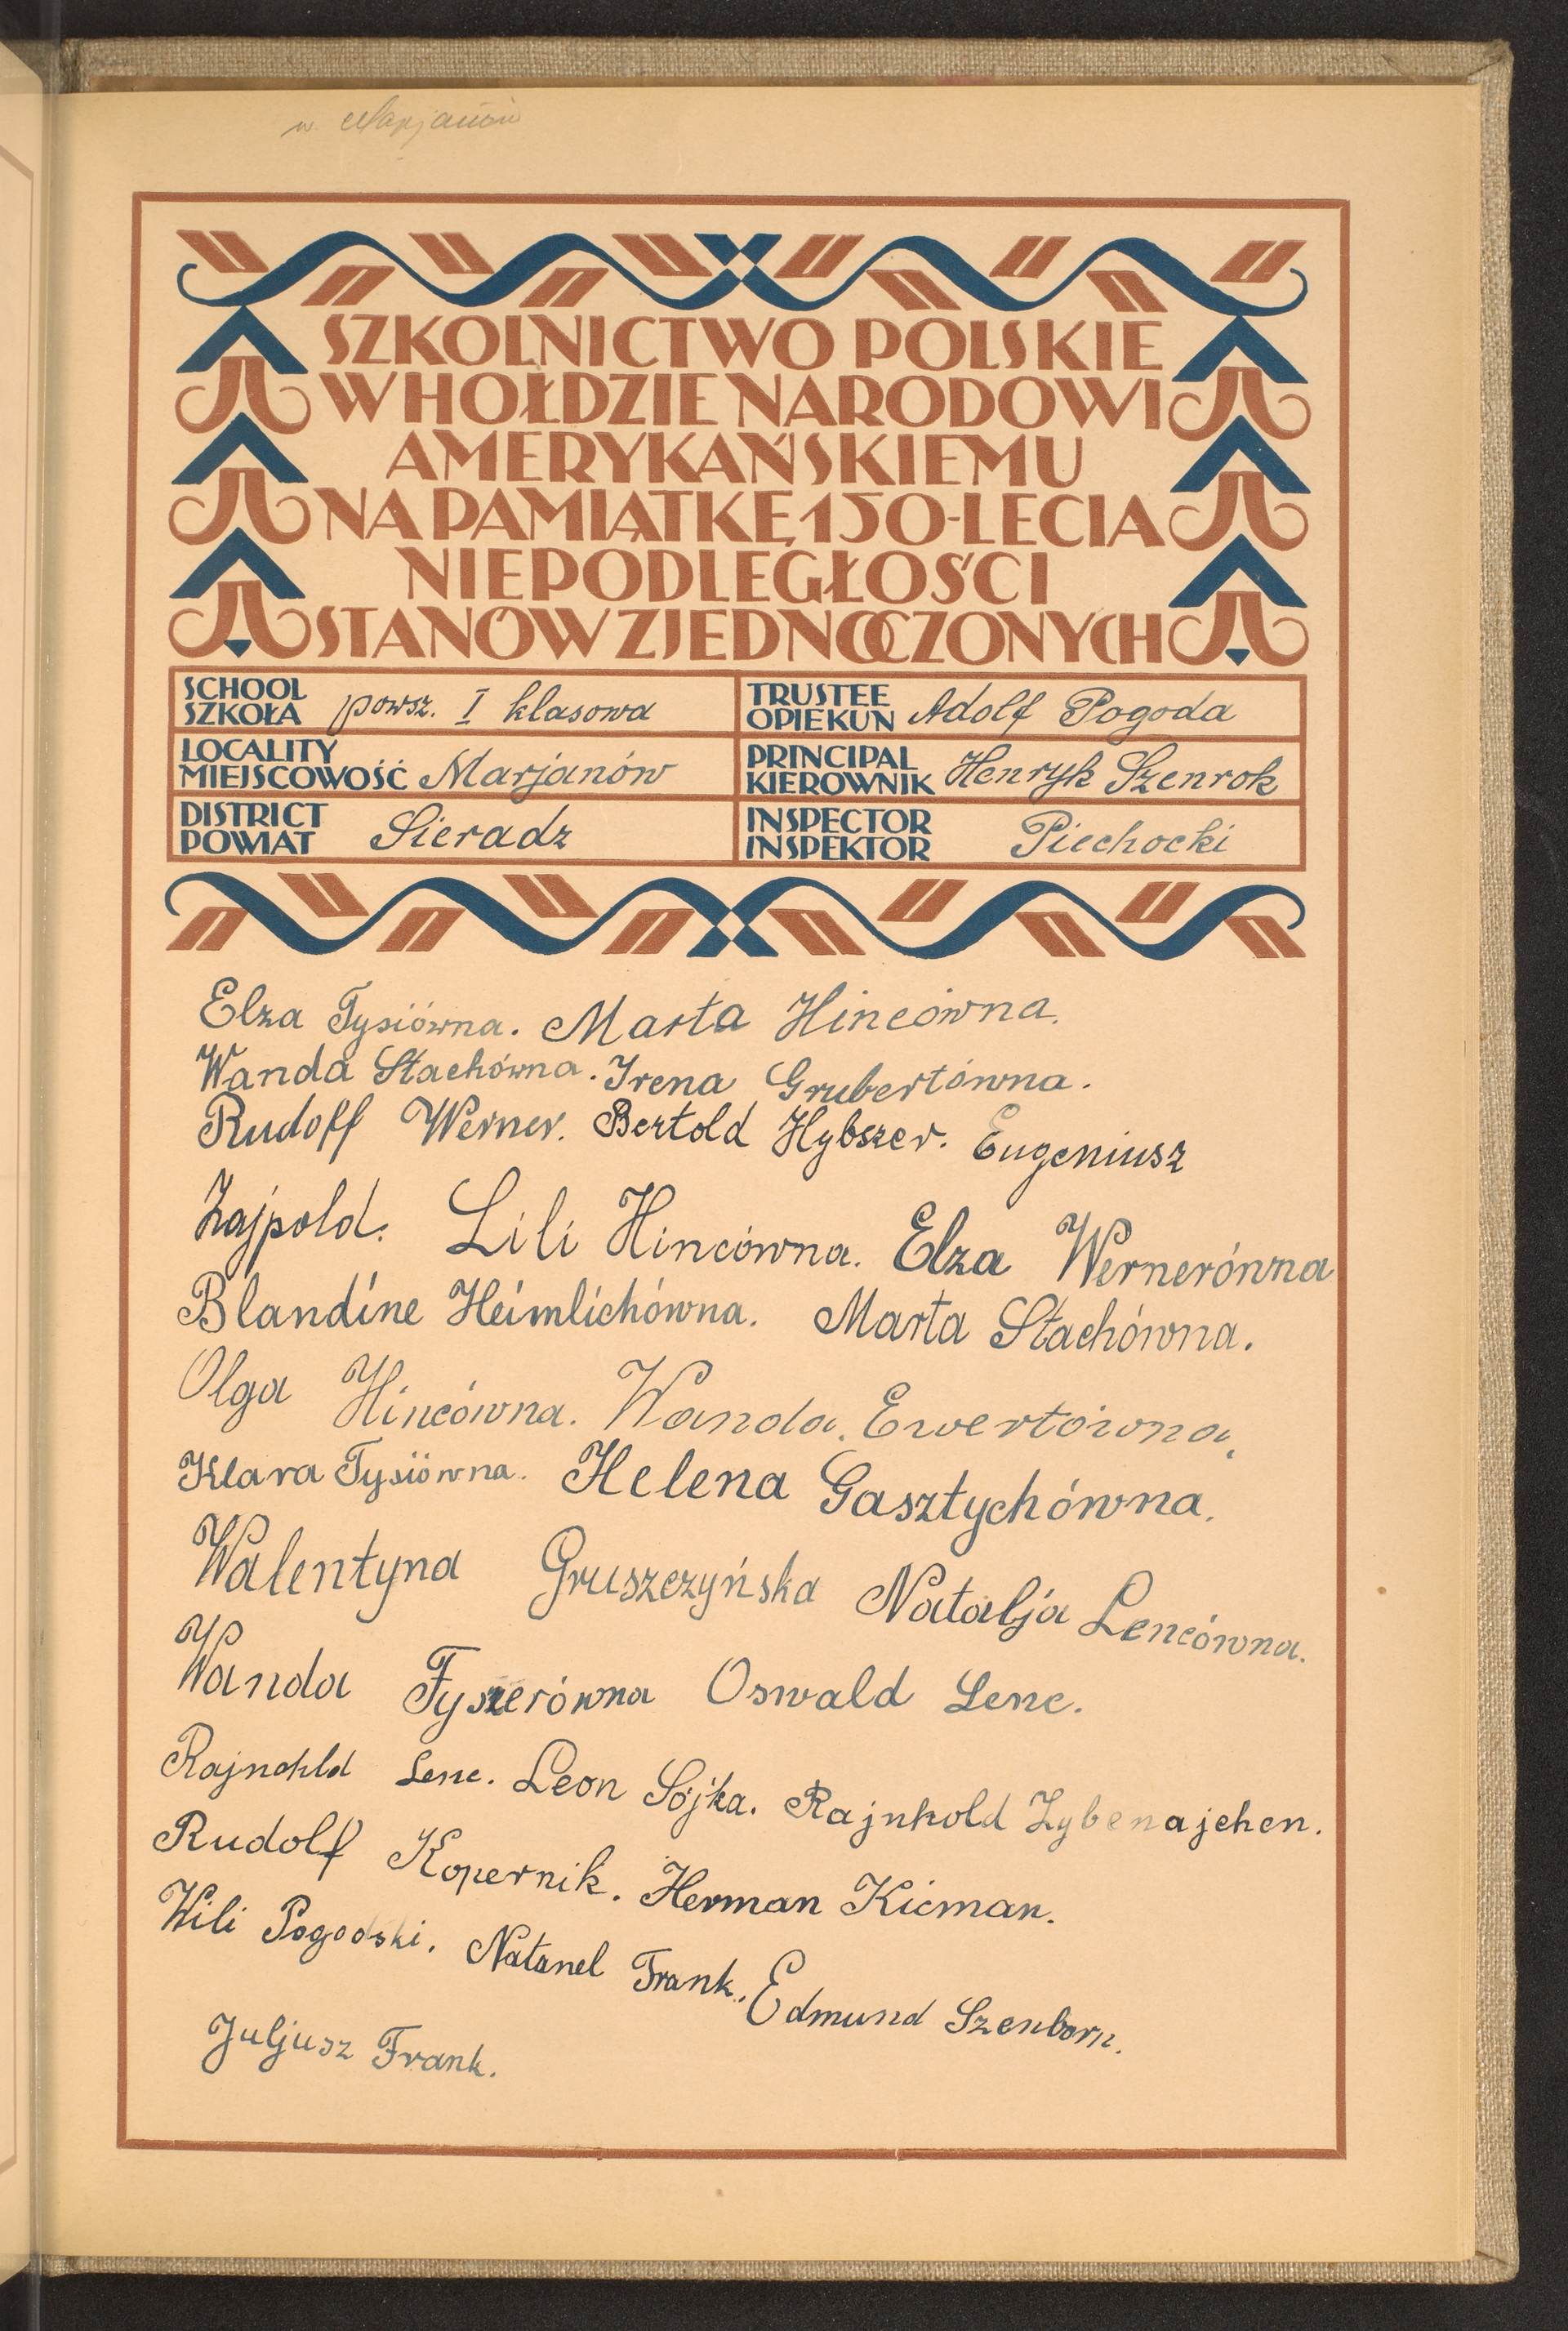 w. Marjanów
SZKOLNICTWO POLSKIE
W HOŁDZIE NARODOWI
AMERYKAŃSKIEMU
NA PAMIĄTKĘ 150-LECIA
NIEPODLEGŁOŚCI
STANÓW ZJEDNOCZONYCH
SCHOOL SZKOŁA powsz. I klasowa
TRUSTEE OPIEKUN Adolf Pogoda
LOCALITY MIEJSCOWOŚĆ Marjanów
PRINCIPAL KIEROWNIK Henryk Szenrok
DISTRICT POWIAT Sieradz
INSPECTOR INSPEKTOR Piechocki
Elza Tysiówna. Marta Hincówna.
Wanda Stachówna. Irena Grubertówna.
Rudolf Werner. Bertold Hybszer. Eugeniusz
Zajpold. Lili Hincówna. Elza Wernerówna
Blandine Heimlichówna. Marta Stachówna.
Olga Hincówna. Wanda. Ewertówna.
Klara Tysiówna. Helena Gasztychówna.
Walentyna Gruszczyńska Natalja Lencówna.
Wanda Fyszerówna Oswald Lenc.
Rajnohld Lenc. Leon Sójka. Rajnhold Zybenajchen.
Rudolf Kopernik. Herman Kicman.
Wili Pogodski. Natanel Frank. Edmund Szenborn.
Juljusz Frank.